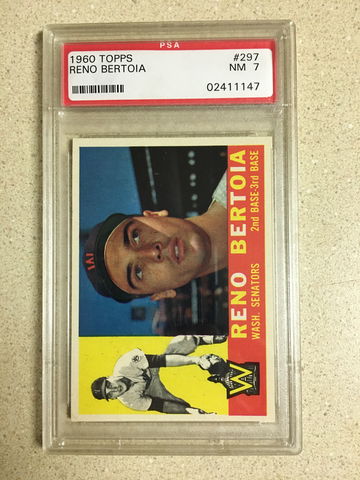 PSA
1960 TOPPS #297
RENO BERTOIA NM 7
02411147
RENO BERTOIA
WASH. SENATORS 2nd BASE-3rd BASE
W